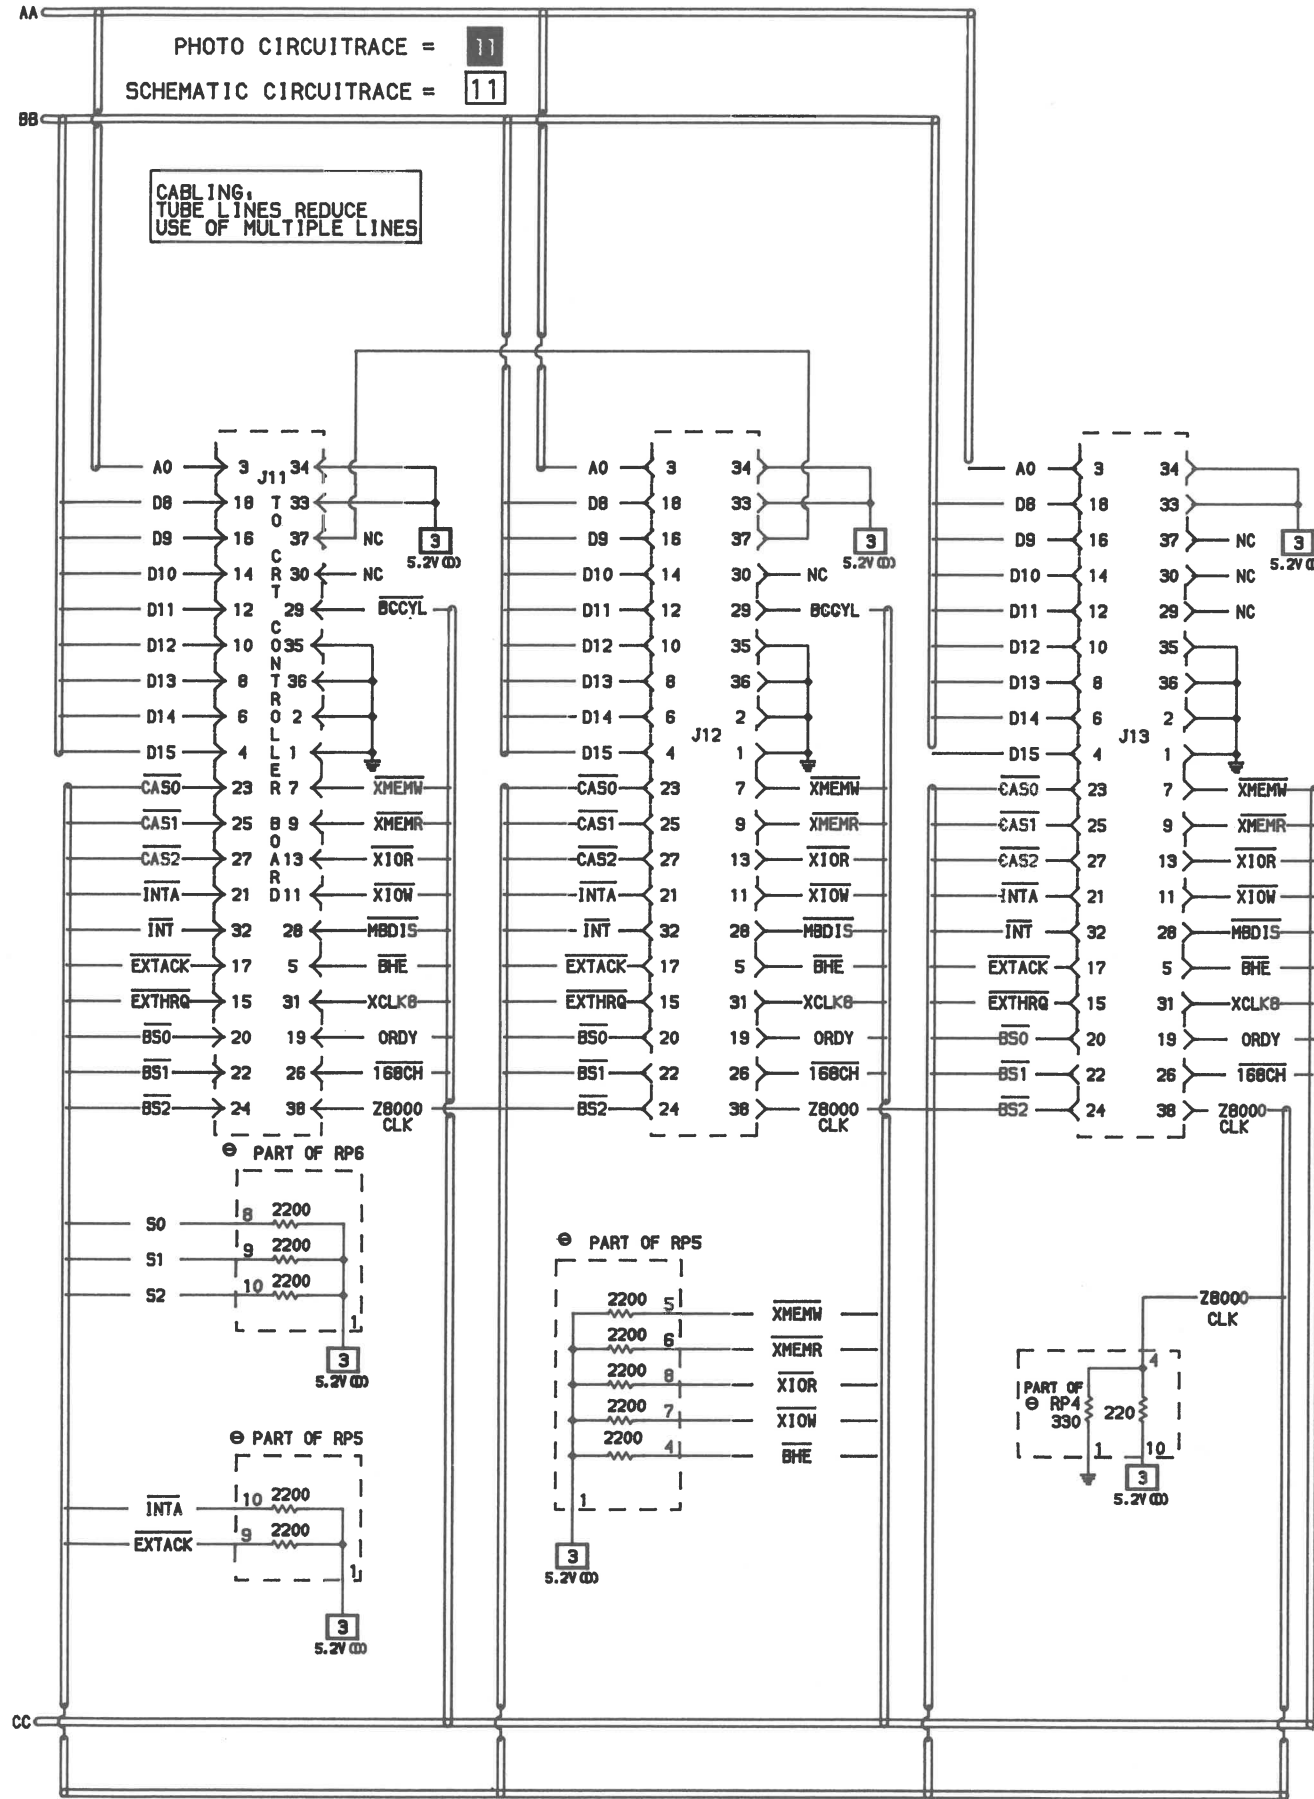 AA
PHOTO CIRCUITRACE = 11
SCHEMATIC CIRCUITRACE = 11
BB
CABLING:
TUBE LINES REDUCE
USE OF MULTIPLE LINES
J11
TO CRT CONTROLLER BOARD
A0 3 34
D8 18 33
D9 16 37 NC
3
5.2V(D)
D10 14 30 NC
D11 12 29 BCCYL
D12 10 35
D13 8 36
D14 6 2
D15 4 1
CAS0 23 7 XMEMW
CAS1 25 9 XMEMR
CAS2 27 13 XIOR
INTA 21 11 XIOW
INT 32 28 MBDIS
EXTACK 17 5 BHE
EXTHRQ 15 31 XCLK8
BS0 20 19 ORDY
BS1 22 26 168CH
BS2 24 38 Z8000
CLK
J12
A0 3 34
D8 18 33
D9 16 37
3
5.2V(D)
D10 14 30 NC
D11 12 29 BCCYL
D12 10 35
D13 8 36
D14 6 2
D15 4 1
CAS0 23 7 XMEMW
CAS1 25 9 XMEMR
CAS2 27 13 XIOR
INTA 21 11 XIOW
INT 32 28 MBDIS
EXTACK 17 5 BHE
EXTHRQ 15 31 XCLK8
BS0 20 19 ORDY
BS1 22 26 168CH
BS2 24 38 Z8000
CLK
J13
A0 3 34
D8 18 33
D9 16 37 NC
3
5.2V(D
D10 14 30 NC
D11 12 29 NC
D12 10 35
D13 8 36
D14 6 2
D15 4 1
CAS0 23 7 XMEMW
CAS1 25 9 XMEMR
CAS2 27 13 XIOR
INTA 21 11 XIOW
INT 32 28 MBDIS
EXTACK 17 5 BHE
EXTHRQ 15 31 XCLK8
BS0 20 19 ORDY
BS1 22 26 168CH
BS2 24 38 Z8000
CLK
⊖ PART OF RP6
S0 8 2200
S1 9 2200
S2 10 2200
1
3
5.2V(D)
⊖ PART OF RP5
INTA 10 2200
EXTACK 9 2200
1
3
5.2V(D)
⊖ PART OF RP5
2200 5 XMEMW
2200 6 XMEMR
2200 8 XIOR
2200 7 XIOW
2200 4 BHE
1
3
5.2V(D)
Z8000
CLK
4
PART OF
⊖ RP4
330 220
1 10
3
5.2V(D)
CC